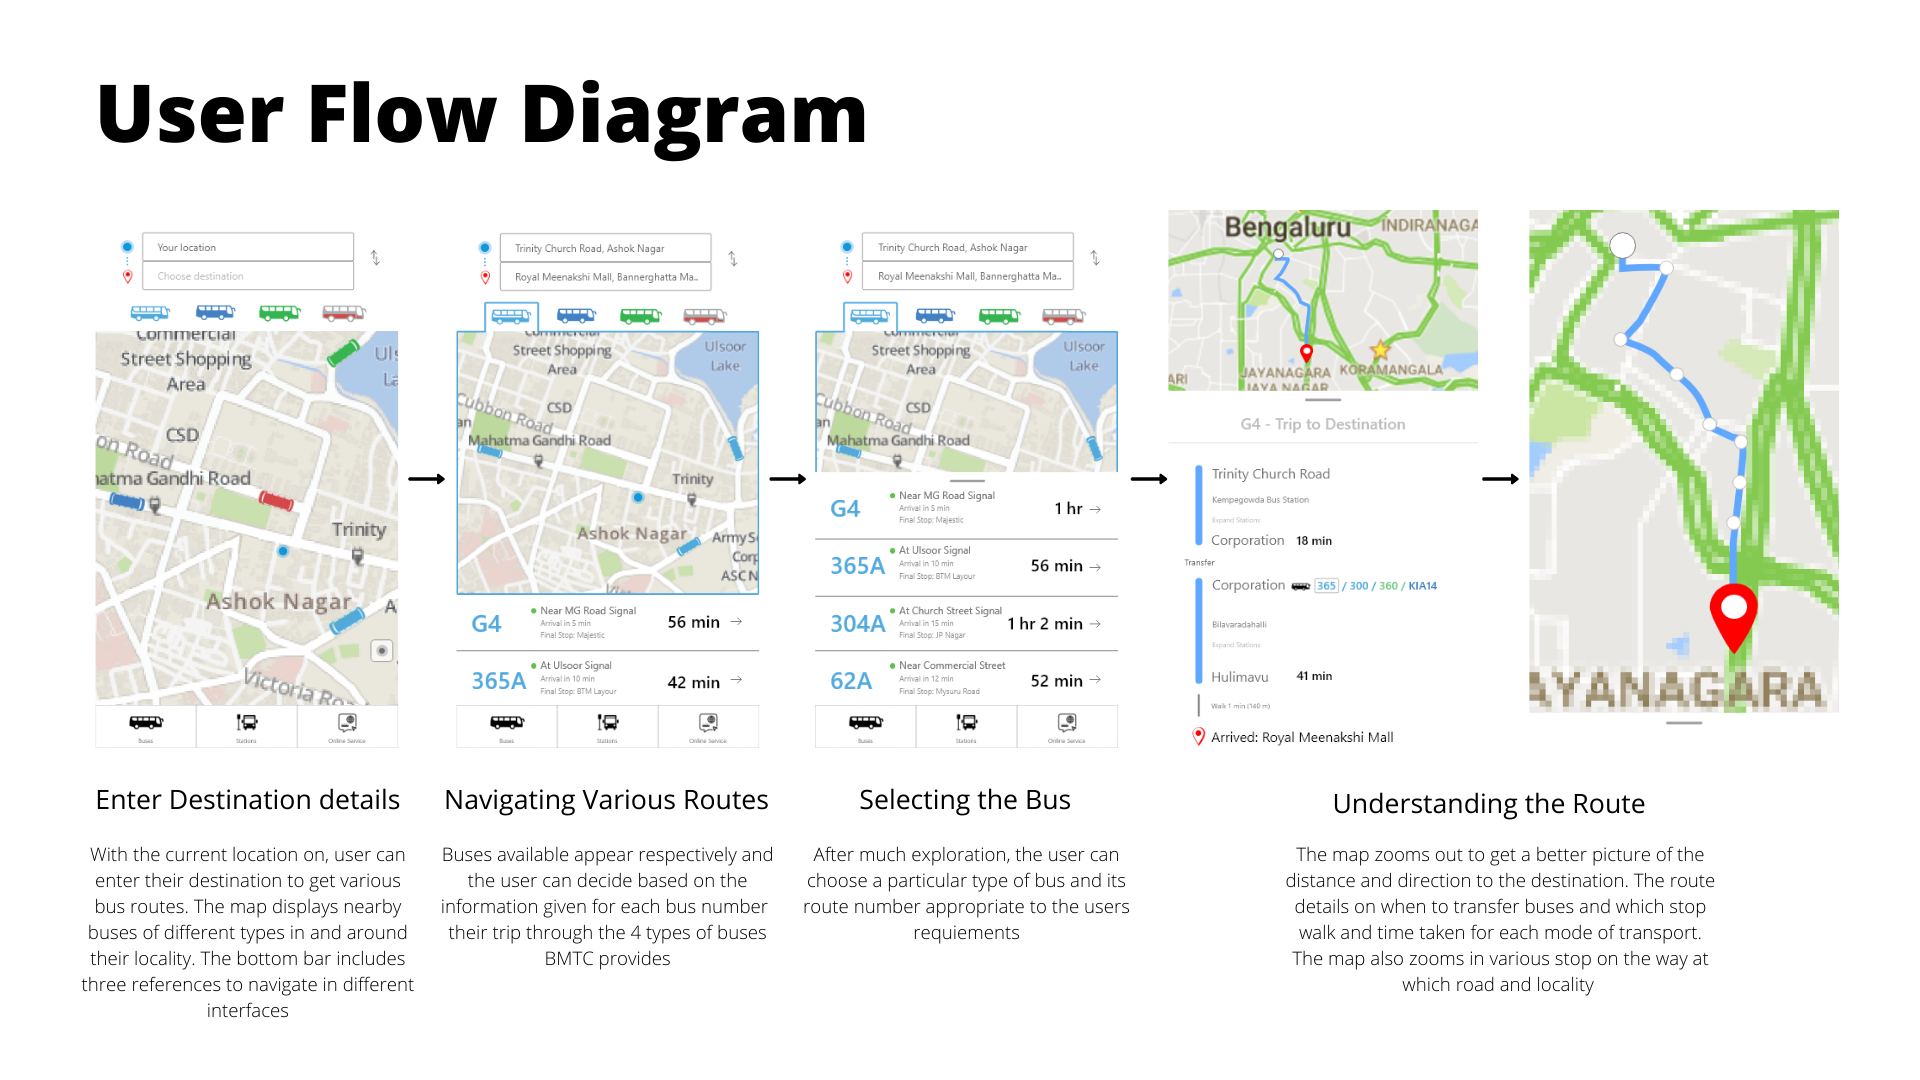 User Flow Diagram
Your location
Choose destination
Commercial
Street Shopping
Area
Uls
La
CSD
on Road
hatma Gandhi Road
Trinity
Ashok Nagar
A
Victoria Ro
Buses
Stations
Online Service
Trinity Church Road, Ashok Nagar
Royal Meenakshi Mall, Bannerghatta Ma..
Commercial
Street Shopping
Area
Ulsoor
Lake
CSD
Cubbon Road
an
Mahatma Gandhi Road
Trinity
Ashok Nagar
Army S
Corp
ASC N
G4
Near MG Road Signal
Arrival in 5 min
Final Stop: Majestic
56 min
365A
At Ulsoor Signal
Arrival in 10 min
Final Stop: BTM Layour
42 min
Buses
Stations
Online Service
Trinity Church Road, Ashok Nagar
Royal Meenakshi Mall, Bannerghatta Ma..
Commercial
Street Shopping
Area
Ulsoor
Lake
CSD
Cubbon Road
an
Mahatma Gandhi Road
G4
Near MG Road Signal
Arrival in 5 min
Final Stop: Majestic
1 hr
365A
At Ulsoor Signal
Arrival in 10 min
Final Stop: BTM Layour
56 min
304A
At Church Street Signal
Arrival in 15 min
Final Stop: JP Nagar
1 hr 2 min
62A
Near Commercial Street
Arrival in 12 min
Final Stop: Mysuru Road
52 min
Buses
Stations
Online Service
Bengaluru
INDIRANAGA
JAYANAGARA
JAYA NAGAR
KORAMANGALA
ARI
G4 - Trip to Destination
Trinity Church Road
Kempegowda Bus Station
Expand Stations
Corporation 18 min
Transfer
Corporation 365 / 300 / 360 / KIA14
Bilavaradahalli
Expand Stations
Hulimavu 41 min
Walk 1 min (140 m)
Arrived: Royal Meenakshi Mall
AYANAGARA
Enter Destination details
With the current location on, user can
enter their destination to get various
bus routes. The map displays nearby
buses of different types in and around
their locality. The bottom bar includes
three references to navigate in different
interfaces
Navigating Various Routes
Buses available appear respectively and
the user can decide based on the
information given for each bus number
their trip through the 4 types of buses
BMTC provides
Selecting the Bus
After much exploration, the user can
choose a particular type of bus and its
route number appropriate to the users
requiements
Understanding the Route
The map zooms out to get a better picture of the
distance and direction to the destination. The route
details on when to transfer buses and which stop
walk and time taken for each mode of transport.
The map also zooms in various stop on the way at
which road and locality